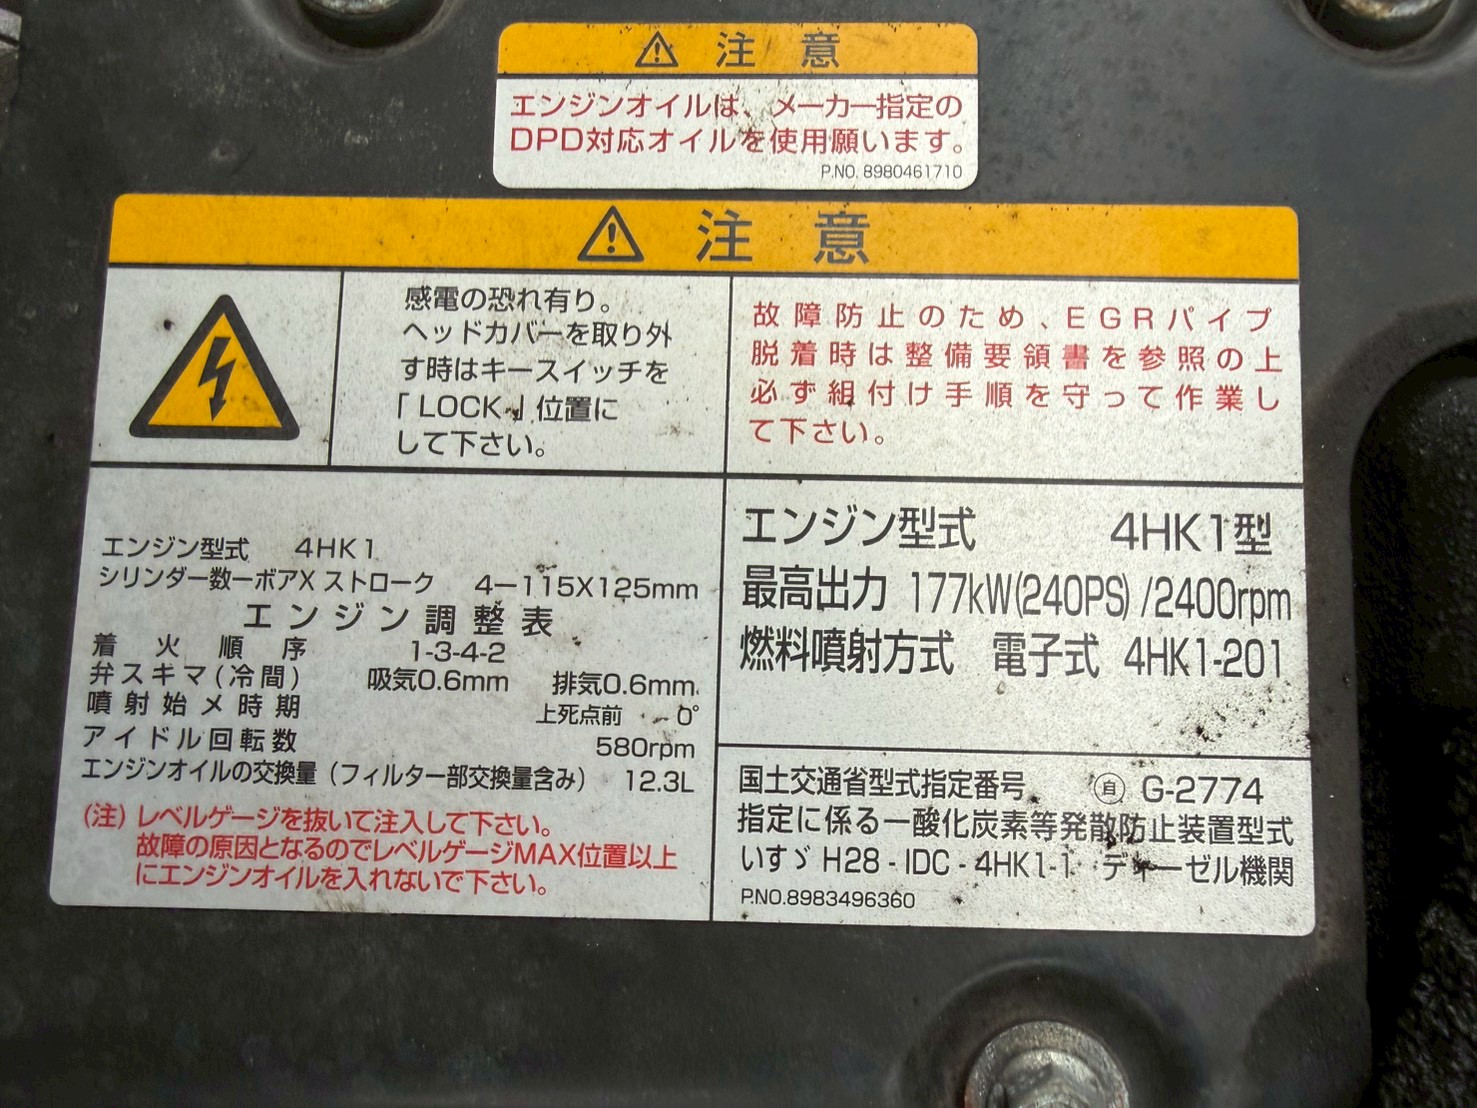 注意
エンジンオイルは、メーカー指定の
DPD対応オイルを使用願います。
P.NO. 8980461710
注意
感電の恐れ有り。
ヘッドカバーを取り外
す時はキースイッチを
「LOCK」位置に
して下さい。
故障防止のため、EGRパイプ
脱着時は整備要領書を参照の上
必ず組付け手順を守って作業し
て下さい。
エンジン型式 4HK1
シリンダー数ーボアX ストローク 4ー115X125mm
エンジン調整表
着火順序 1-3-4-2
弁スキマ(冷間) 吸気0.6mm 排気0.6mm
噴射始メ時期 上死点前 0°
アイドル回転数 580rpm
エンジンオイルの交換量(フィルター部交換量含み) 12.3L
(注)レベルゲージを抜いて注入して下さい。
故障の原因となるのでレベルゲージMAX位置以上
にエンジンオイルを入れないで下さい。
エンジン型式 4HK1型
最高出力 177kW(240PS)/2400rpm
燃料噴射方式 電子式 4HK1-201
国土交通省型式指定番号 自 G-2774
指定に係る一酸化炭素等発散防止装置型式
いすゞ H28 - IDC - 4HK1-1 ディーゼル機関
P.NO.8983496360